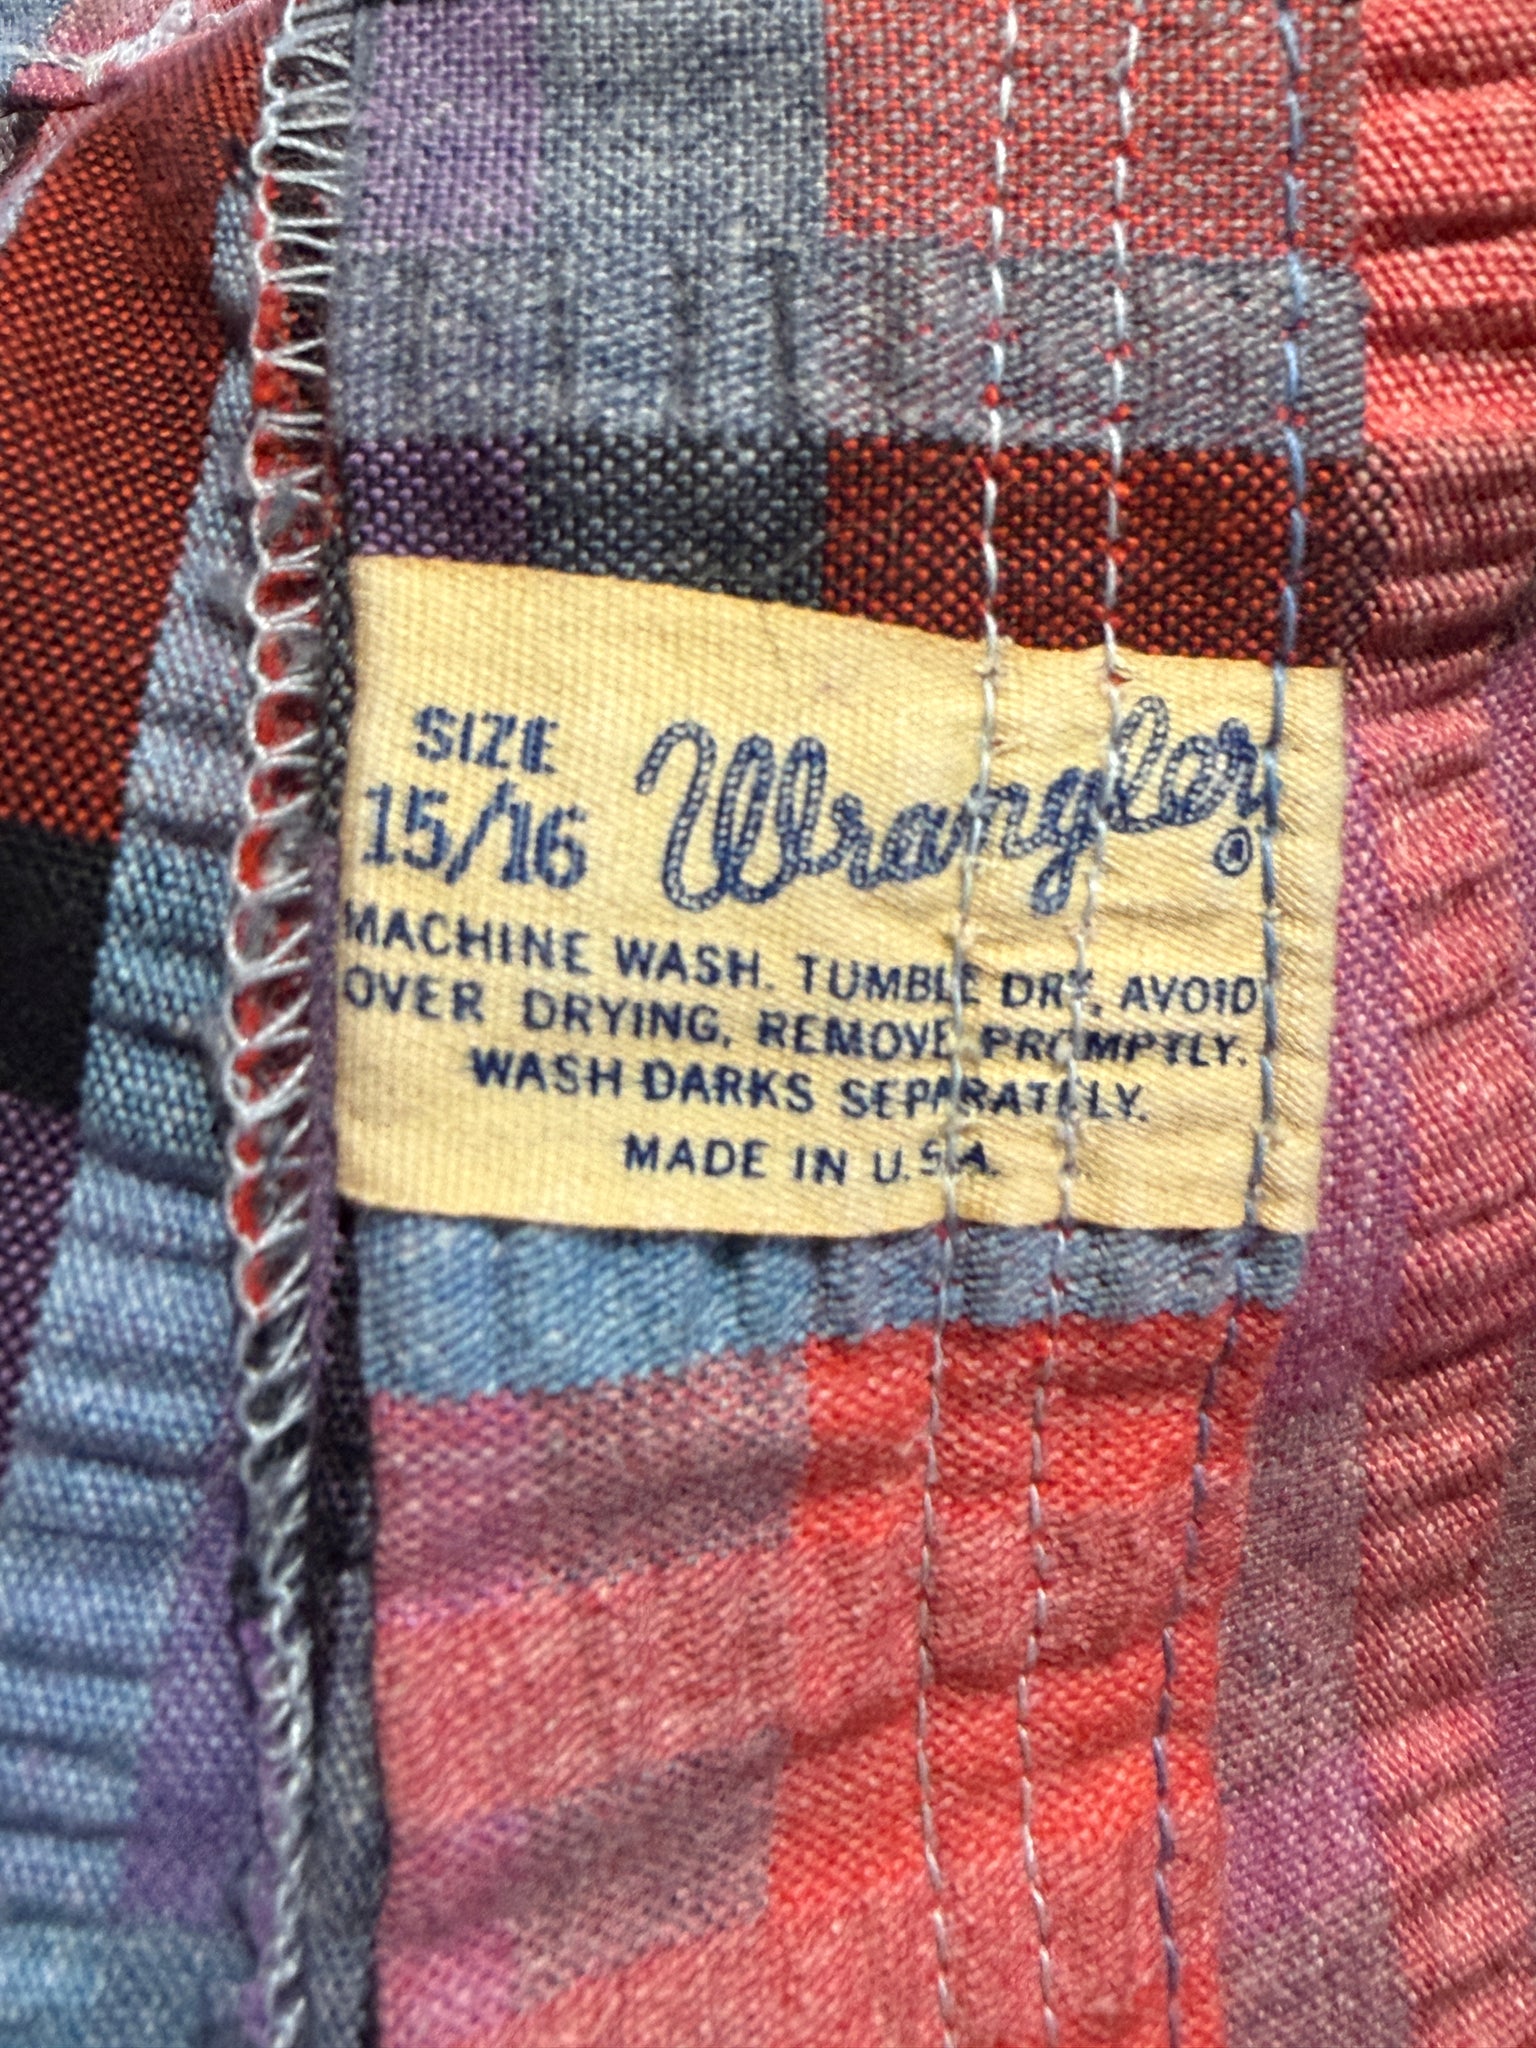 SIZE
15/16
Wrangler®
MACHINE WASH. TUMBLE DRY, AVOID
OVER DRYING, REMOVE PROMPTLY.
WASH DARKS SEPARATELY.
MADE IN U.S.A.